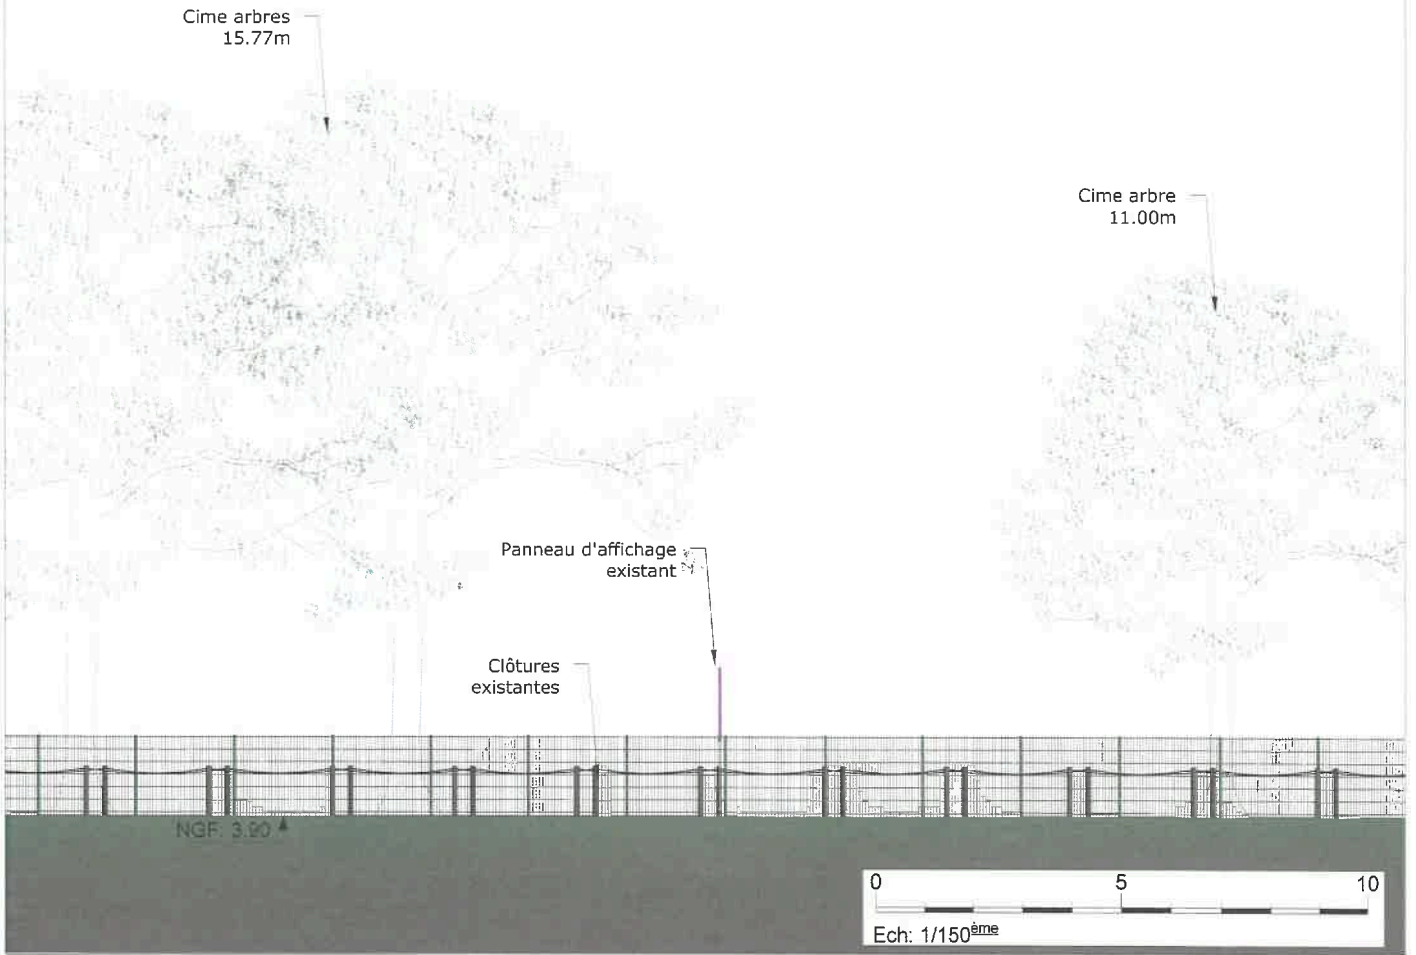 Cime arbres
15.77m
Cime arbre
11.00m
Panneau d'affichage
existant
Clôtures
existantes
NGF: 3.90
0 5 10
Ech: 1/150ème